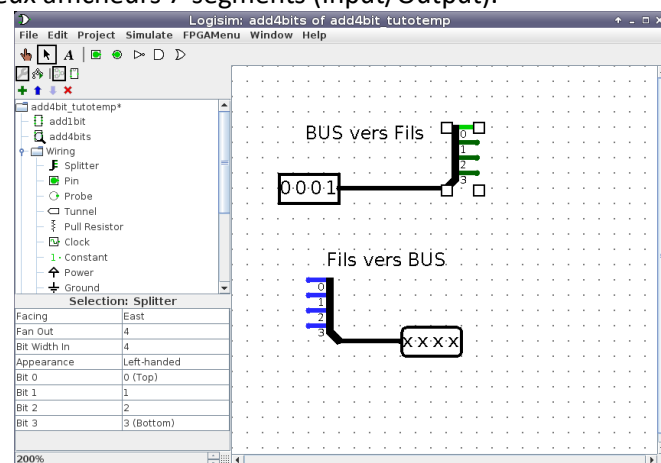 eux afficheurs 7-segments (Input/Output).
Logisim: add4bits of add4bit_tutotemp
File Edit Project Simulate FPGAMenu Window Help
A
add4bit_tutotemp*
add1bit
add4bits
Wiring
Splitter
Pin
Probe
Tunnel
Pull Resistor
Clock
1 Constant
Power
Ground
Selection: Splitter
Facing East
Fan Out 4
Bit Width In 4
Appearance Left-handed
Bit 0 0 (Top)
Bit 1 1
Bit 2 2
Bit 3 3 (Bottom)
200%
BUS vers Fils
0
1
2
3
0001
Fils vers BUS
0
1
2
3
xxxx